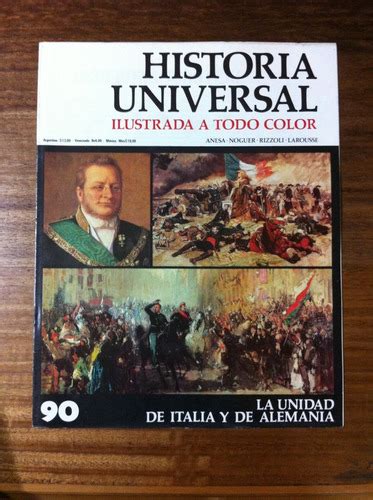 HISTORIA
UNIVERSAL
ILUSTRADA A TODO COLOR
ANESA · NOGUER · RIZZOLI · LAROUSSE
90
LA UNIDAD
DE ITALIA Y DE ALEMANIA